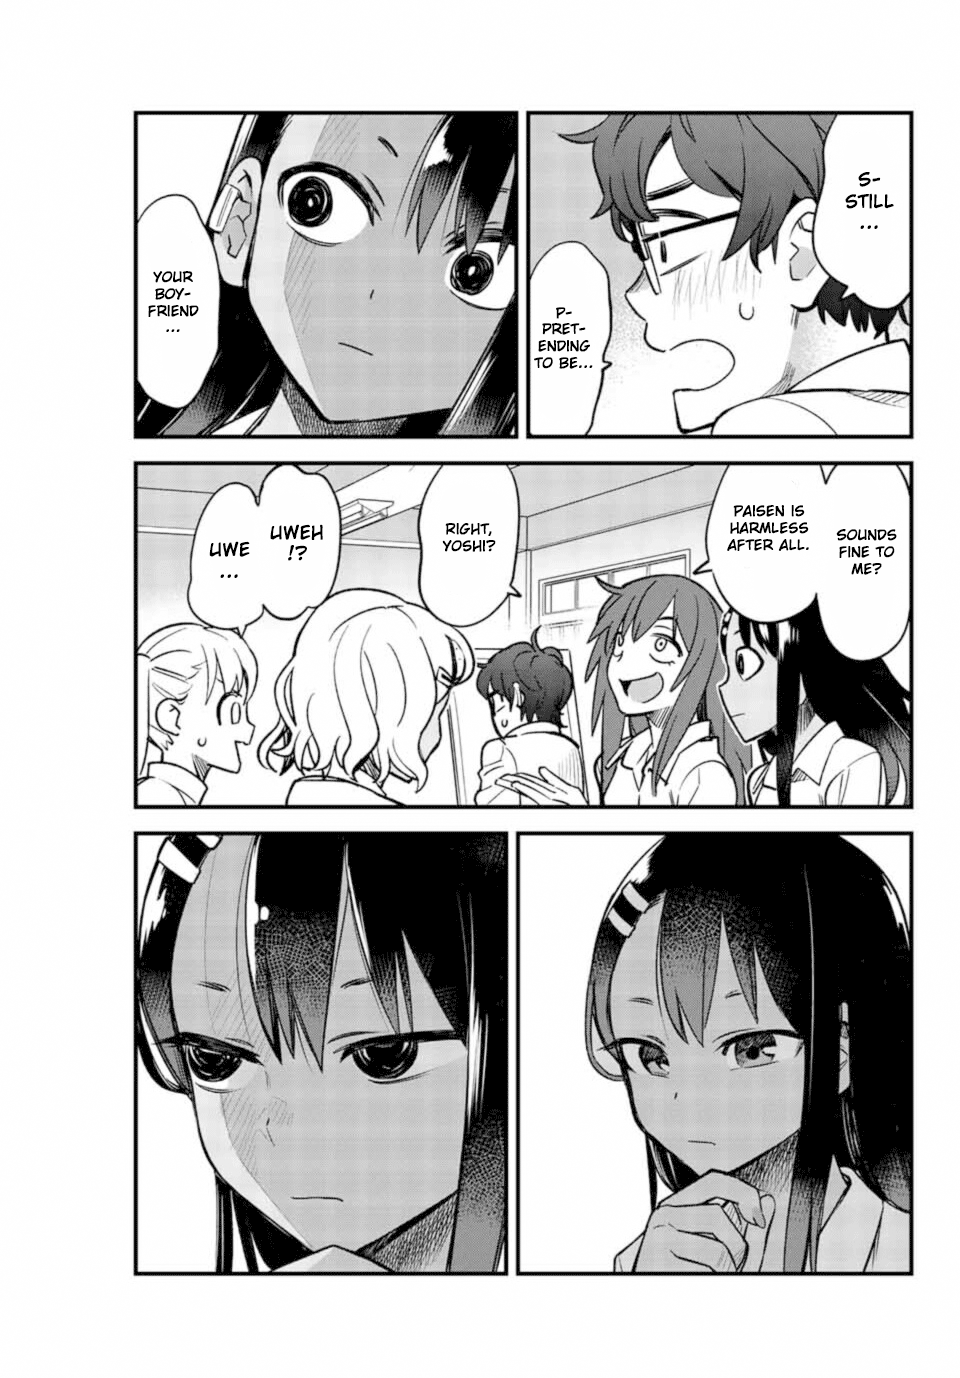 S-
STILL
...
P-
PRET-
ENDING
TO BE...
YOUR
BOY-
FRIEND
...
SOUNDS
FINE TO
ME?
PAISEN IS
HARMLESS
AFTER ALL.
RIGHT,
YOSHI?
UWEH
!?
UWE
...